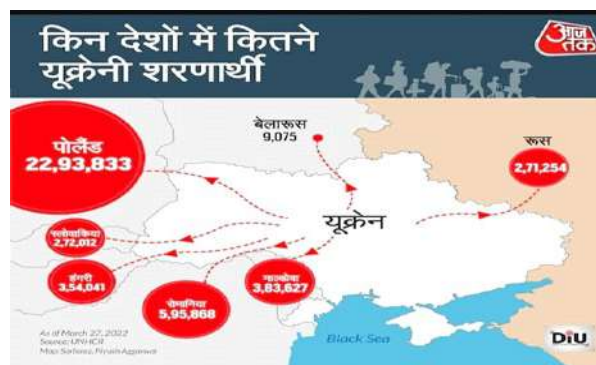 किन देशों में कितने
यूक्रेनी शरणार्थी
आज
तक
बेलारूस
9,075
रूस
2,71,254
पोलैंड
22,93,833
यूक्रेन
स्लोवाकिया
2,72,012
हंगरी
3,54,041
रोमानिया
5,95,868
माल्डोवा
3,83,627
As of March 27, 2022
Source: UNHCR
Black Sea
DiU